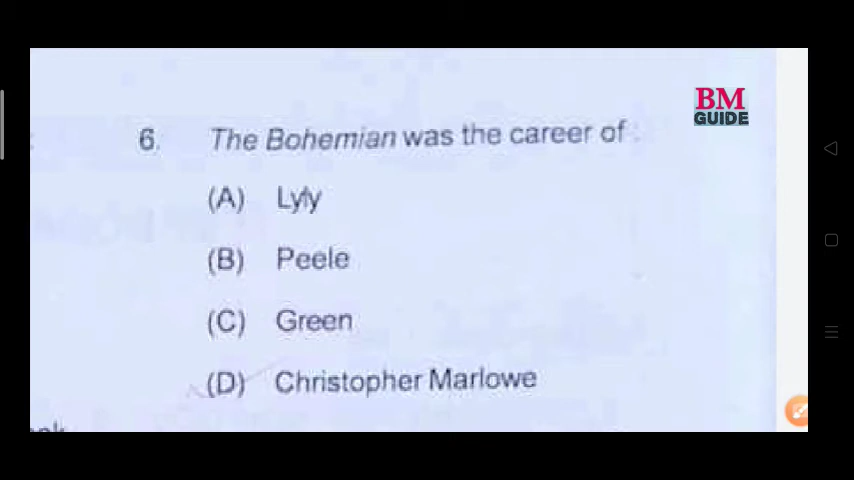 BM
GUIDE
6. The Bohemian was the career of :
(A) Lyly
(B) Peele
(C) Green
(D) Christopher Marlowe